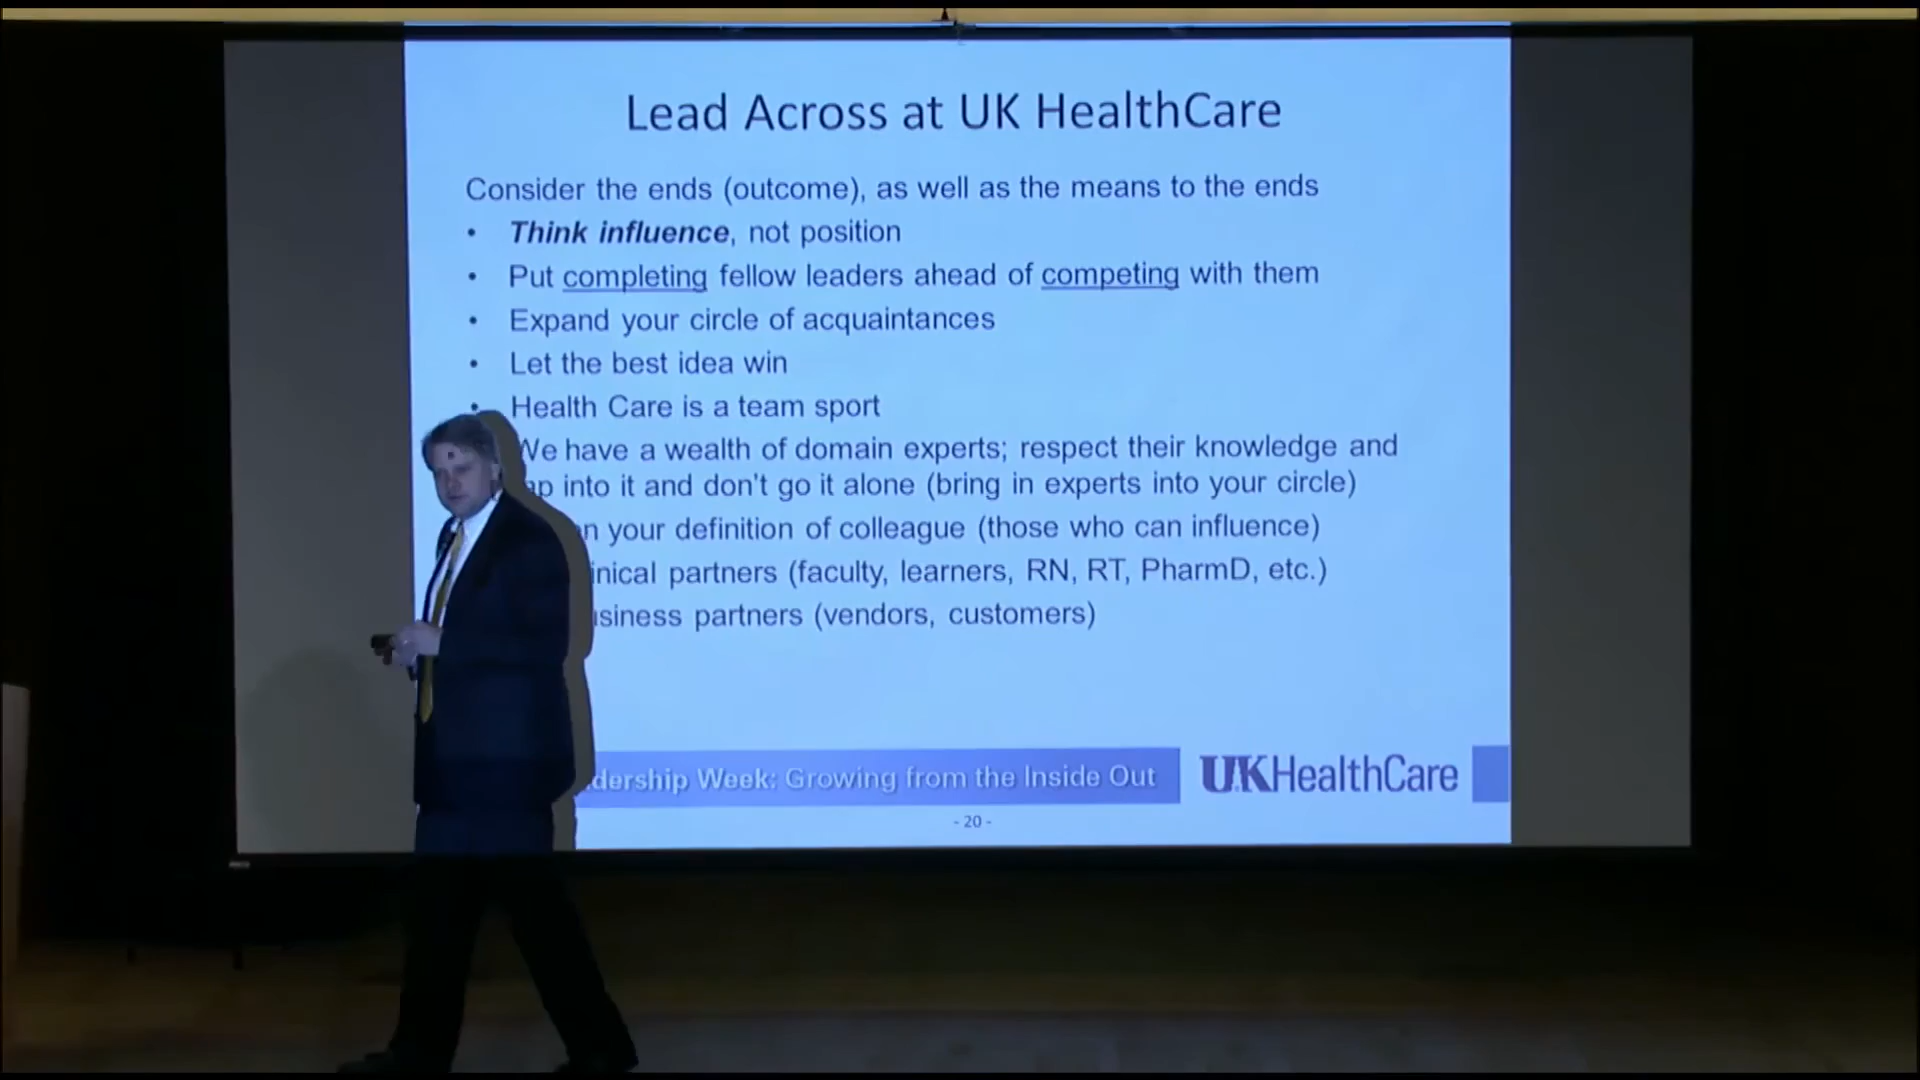 Lead Across at UK HealthCare
Consider the ends (outcome), as well as the means to the ends
• Think influence, not position
• Put completing fellow leaders ahead of competing with them
• Expand your circle of acquaintances
• Let the best idea win
• Health Care is a team sport
We have a wealth of domain experts; respect their knowledge and
into it and don't go it alone (bring in experts into your circle)
your definition of colleague (those who can influence)
partners (faculty, learners, RN, RT, PharmD, etc.)
partners (vendors, customers)
Week: Growing from the Inside Out
UKHealthCare
- 20 -